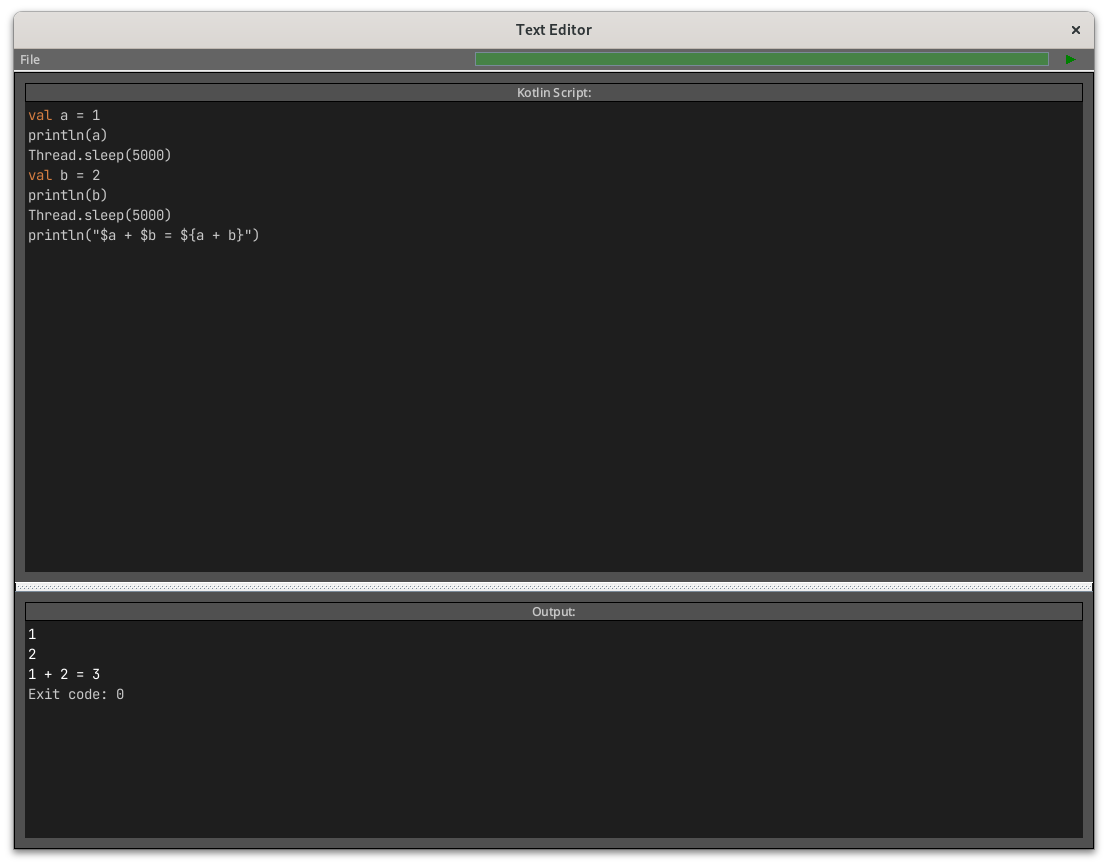 Text Editor
File
Kotlin Script:
val a = 1
println(a)
Thread.sleep(5000)
val b = 2
println(b)
Thread.sleep(5000)
println("$a + $b = ${a + b}")
Output:
1
2
1 + 2 = 3
Exit code: 0